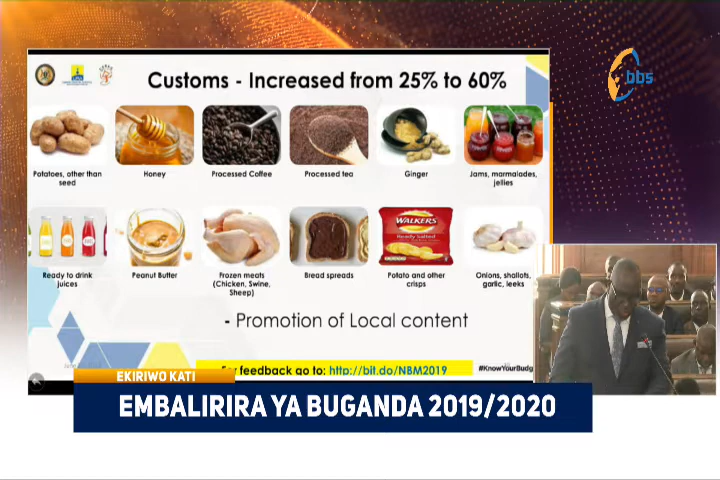 Customs - Increased from 25% to 60%
bbs
Potatoes, other than
seed
Honey
Processed Coffee
Processed tea
Ginger
Jams, marmalades,
jellies
WALKERS
Ready Salted
Ready to drink
juices
Peanut Butter
Frozen meats
(Chicken, Swine,
Sheep)
Bread spreads
Potato and other
crisps
Onions, shallots,
garlic, leeks
- Promotion of Local content
For feedback go to: http://bit.do/NBM2019
#KnowYourBudg
EKIRIWO KATI
EMBALIRIRA YA BUGANDA 2019/2020